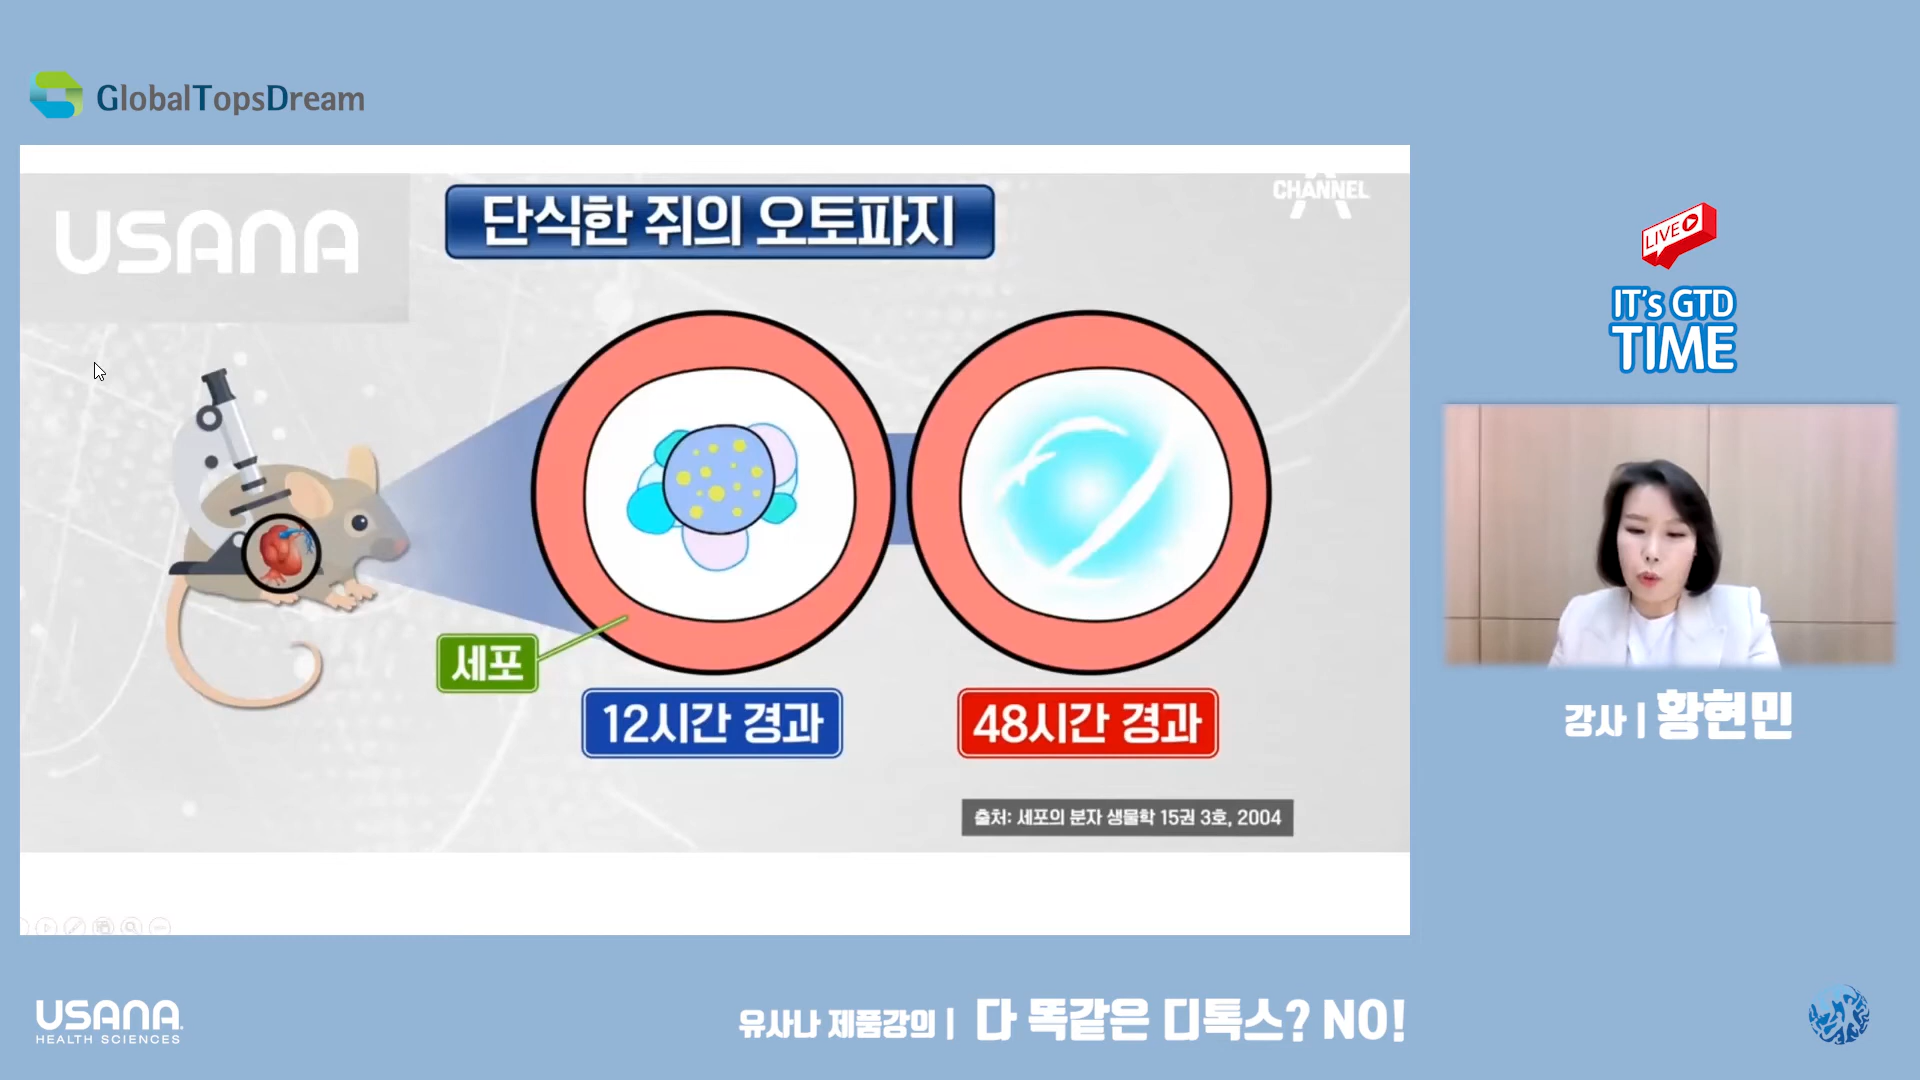 GlobalTopsDream
USANA
단식한 쥐의 오토파지
CHANNEL A
세포
12시간 경과
48시간 경과
출처: 세포의 분자 생물학 15권 3호, 2004
LIVE
IT's GTD
TIME
강사 | 황현민
USANA
HEALTH SCIENCES
유사나 제품강의 | 다 똑같은 디톡스? NO!